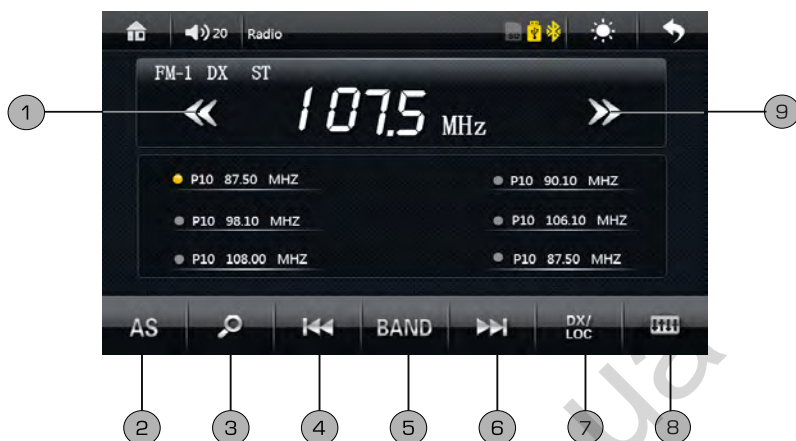 20 Radio SD
FM-1 DX ST
1 107.5 MHz 9
P10 87.50 MHZ P10 90.10 MHZ
P10 98.10 MHZ P10 106.10 MHZ
P10 108.00 MHZ P10 87.50 MHZ
AS BAND DX/
LOC
2 3 4 5 6 7 8
ua